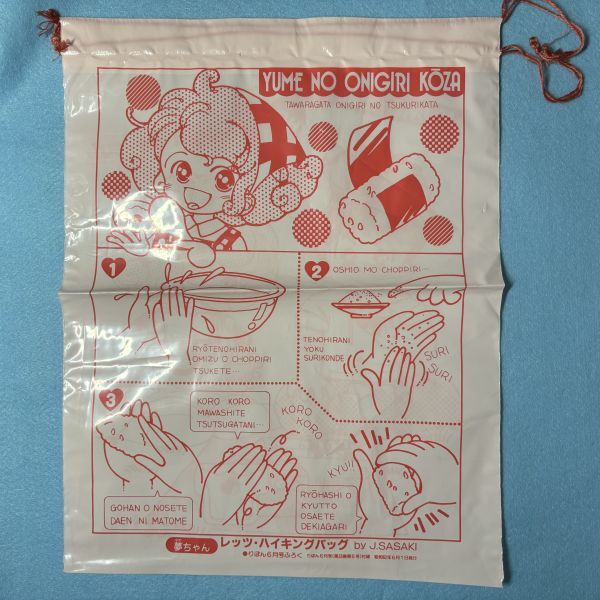 YUME NO ONIGIRI KŌZA
TAWARAGATA ONIGIRI NO TSUKURIKATA
1
RYŌTENOHIRANI
OMIZU O CHOPPIRI
TSUKETE…
2
OSHIO MO CHOPPIRI…
TENOHIRANI
YOKU
SURIKONDE
SURI
SURI
3
GOHAN O NOSETE
DAEN NI MATOME
KORO KORO
MAWASHITE
TSUTSUGATANI…
KORO
KORO
KYU!!
RYŌHASHI O
KYUTTO
OSAETE
DEKIAGARI
夢ちゃん レッツ・ハイキングバッグ by J.SASAKI
●りぼん6月号ふろく